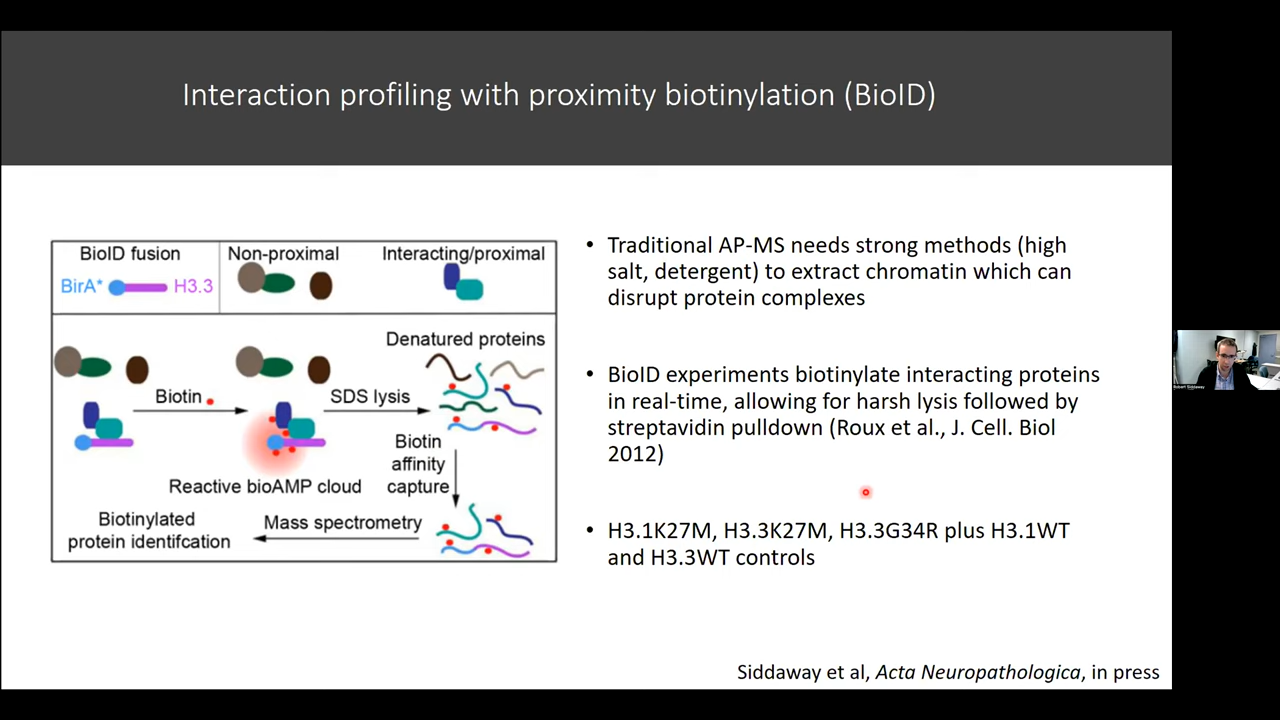 Interaction profiling with proximity biotinylation (BioID)
BioID fusion
Non-proximal
Interacting/proximal
BirA*
H3.3
Denatured proteins
Biotin
SDS lysis
Biotin
affinity
capture
Reactive bioAMP cloud
Biotinylated
protein identifcation
Mass spectrometry
• Traditional AP-MS needs strong methods (high
salt, detergent) to extract chromatin which can
disrupt protein complexes
• BioID experiments biotinylate interacting proteins
in real-time, allowing for harsh lysis followed by
streptavidin pulldown (Roux et al., J. Cell. Biol
2012)
• H3.1K27M, H3.3K27M, H3.3G34R plus H3.1WT
and H3.3WT controls
Siddaway et al, Acta Neuropathologica, in press
Robert Siddaway